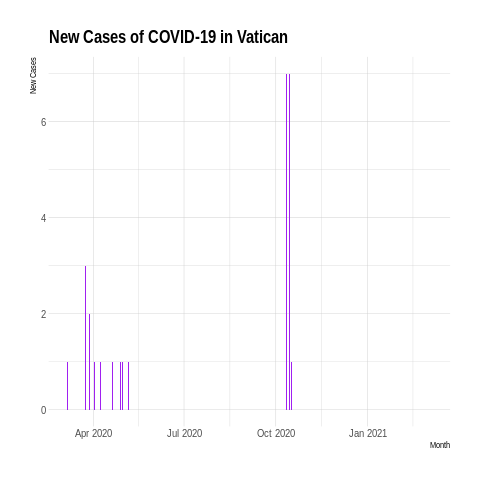 New Cases of COVID-19 in Vatican
New Cases
6
4
2
0
Apr 2020 Jul 2020 Oct 2020 Jan 2021
Month